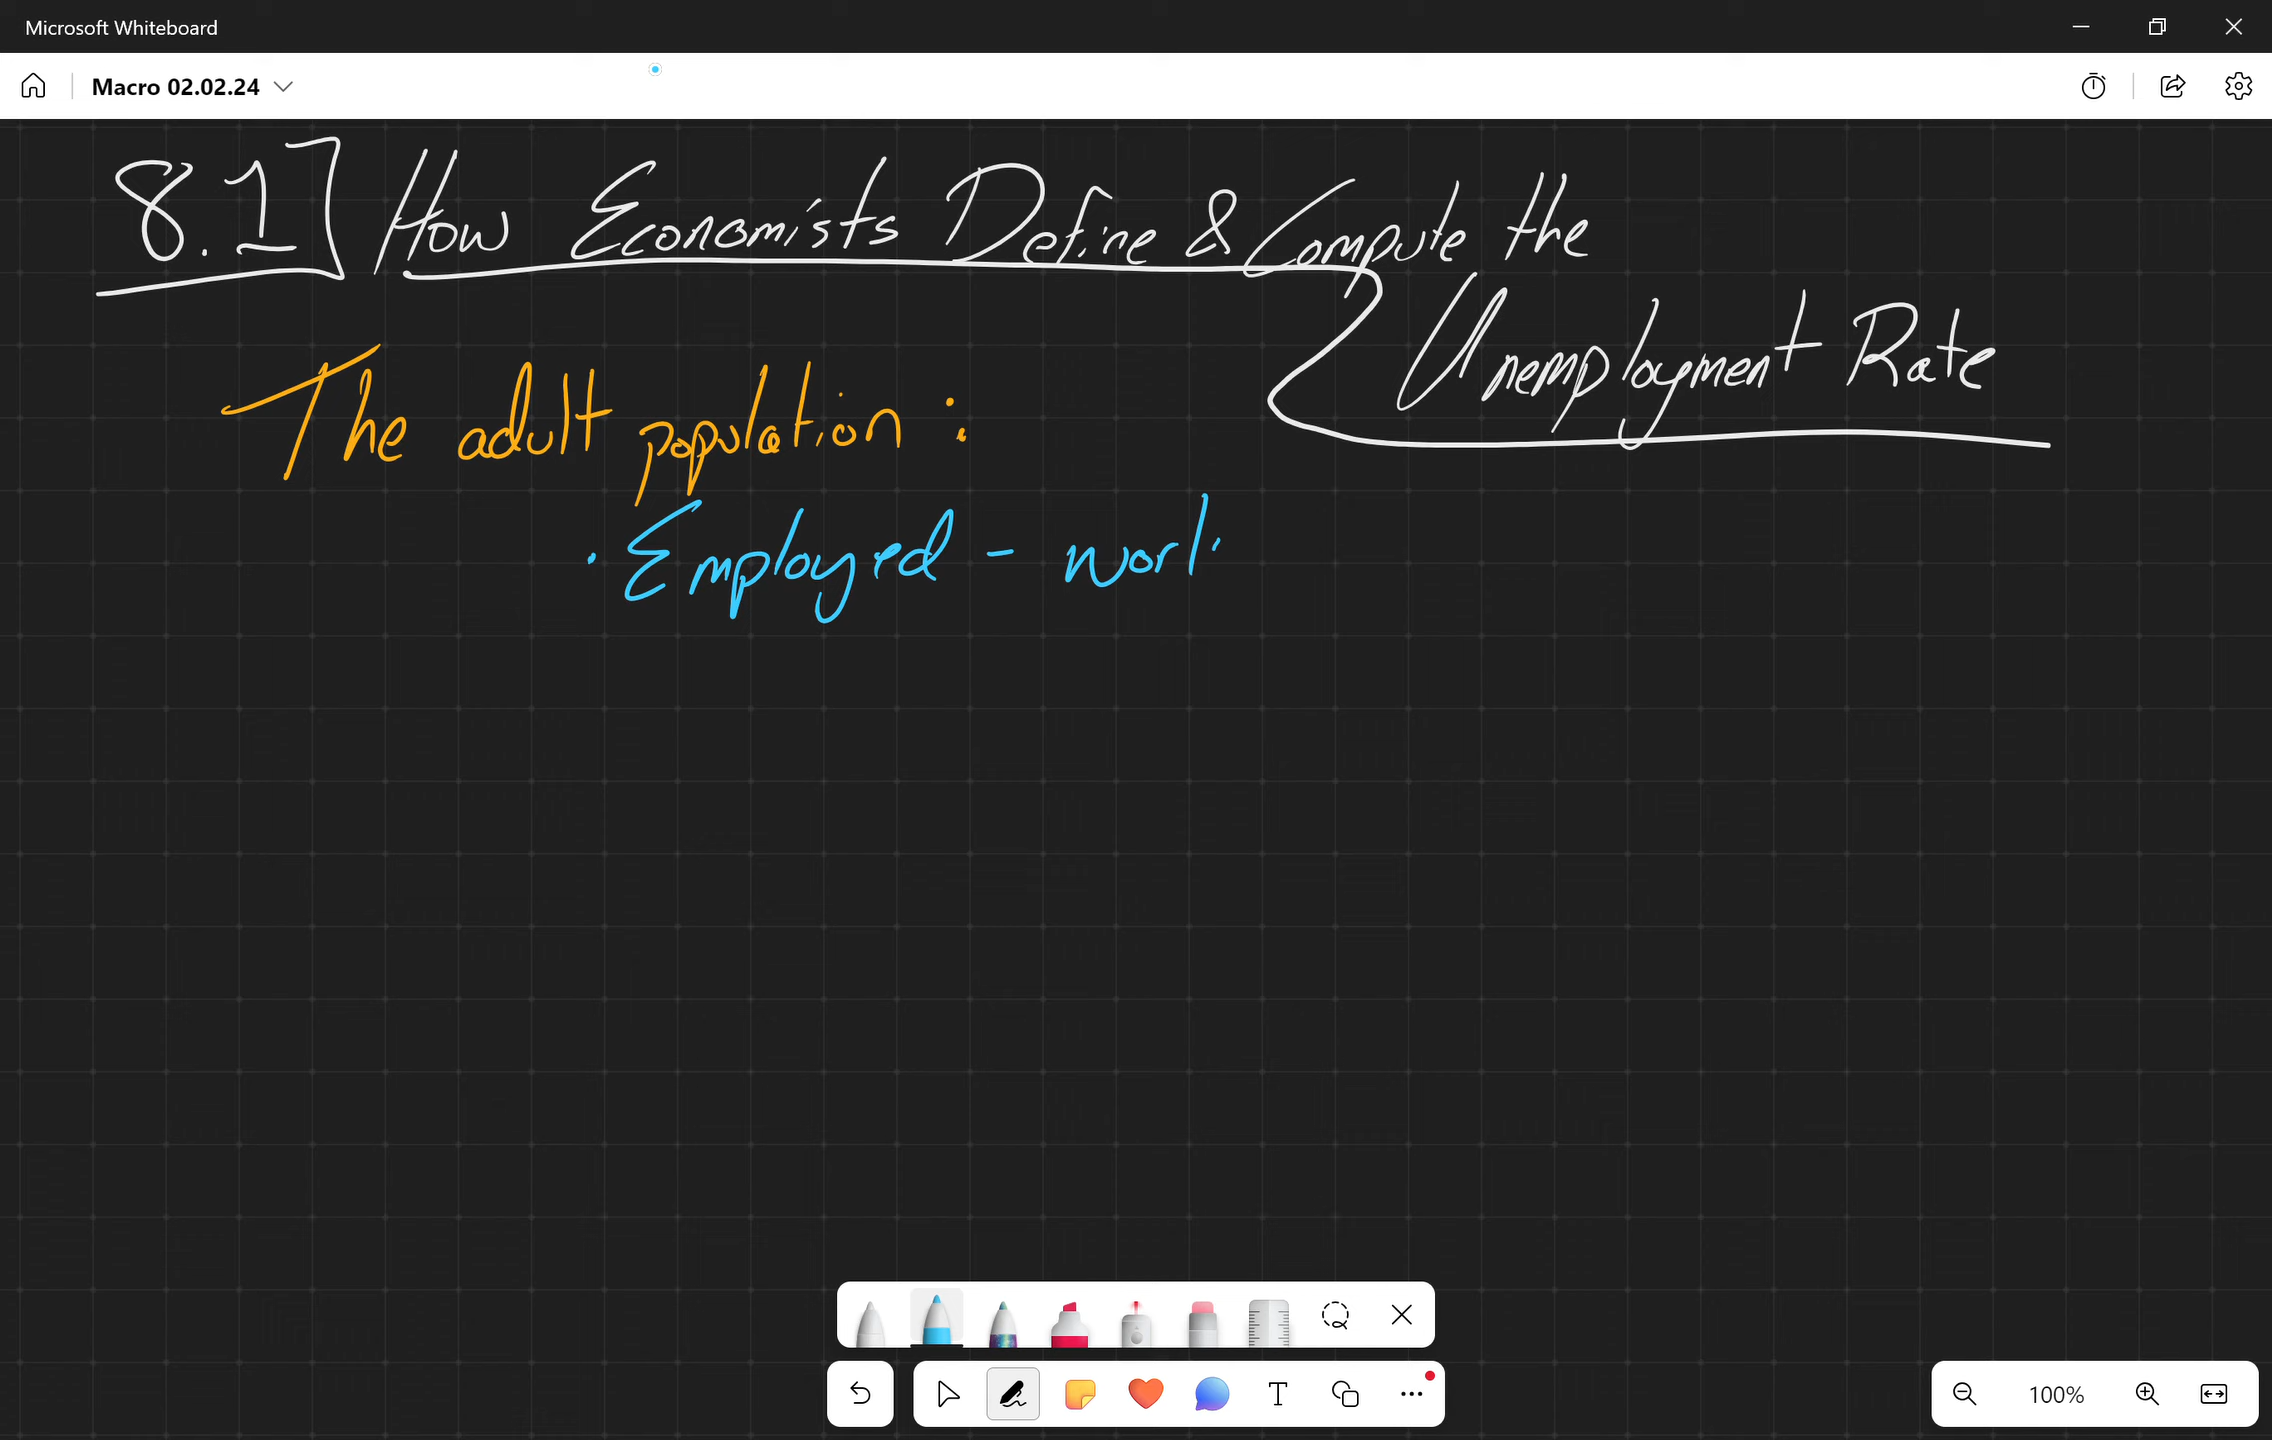 Microsoft Whiteboard
Macro 02.02.24
8.1] How Economists Define & Compute the
Unemployment Rate
The adult population :
· Employed -
T
100%